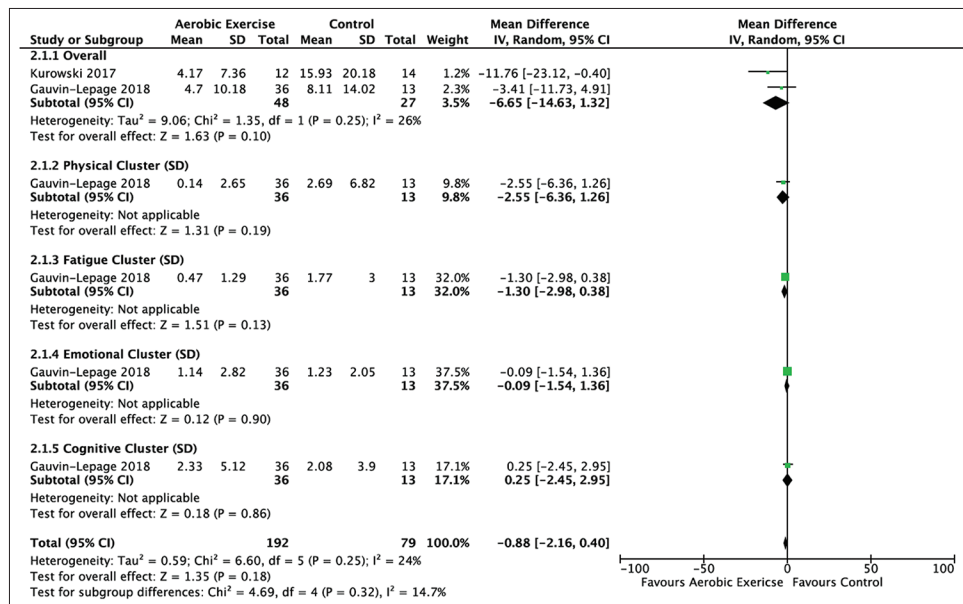 Aerobic Exercise Control Mean Difference Mean Difference
Study or Subgroup Mean SD Total Mean SD Total Weight IV, Random, 95% CI IV, Random, 95% CI
2.1.1 Overall
Kurowski 2017 4.17 7.36 12 15.93 20.18 14 1.2% -11.76 [-23.12, -0.40]
Gauvin-Lepage 2018 4.7 10.18 36 8.11 14.02 13 2.3% -3.41 [-11.73, 4.91]
Subtotal (95% CI) 48 27 3.5% -6.65 [-14.63, 1.32]
Heterogeneity: Tau² = 9.06; Chi² = 1.35, df = 1 (P = 0.25); I² = 26%
Test for overall effect: Z = 1.63 (P = 0.10)
2.1.2 Physical Cluster (SD)
Gauvin-Lepage 2018 0.14 2.65 36 2.69 6.82 13 9.8% -2.55 [-6.36, 1.26]
Subtotal (95% CI) 36 13 9.8% -2.55 [-6.36, 1.26]
Heterogeneity: Not applicable
Test for overall effect: Z = 1.31 (P = 0.19)
2.1.3 Fatigue Cluster (SD)
Gauvin-Lepage 2018 0.47 1.29 36 1.77 3 13 32.0% -1.30 [-2.98, 0.38]
Subtotal (95% CI) 36 13 32.0% -1.30 [-2.98, 0.38]
Heterogeneity: Not applicable
Test for overall effect: Z = 1.51 (P = 0.13)
2.1.4 Emotional Cluster (SD)
Gauvin-Lepage 2018 1.14 2.82 36 1.23 2.05 13 37.5% -0.09 [-1.54, 1.36]
Subtotal (95% CI) 36 13 37.5% -0.09 [-1.54, 1.36]
Heterogeneity: Not applicable
Test for overall effect: Z = 0.12 (P = 0.90)
2.1.5 Cognitive Cluster (SD)
Gauvin-Lepage 2018 2.33 5.12 36 2.08 3.9 13 17.1% 0.25 [-2.45, 2.95]
Subtotal (95% CI) 36 13 17.1% 0.25 [-2.45, 2.95]
Heterogeneity: Not applicable
Test for overall effect: Z = 0.18 (P = 0.86)
Total (95% CI) 192 79 100.0% -0.88 [-2.16, 0.40]
Heterogeneity: Tau² = 0.59; Chi² = 6.60, df = 5 (P = 0.25); I² = 24%
Test for overall effect: Z = 1.35 (P = 0.18)
Test for subgroup differences: Chi² = 4.69, df = 4 (P = 0.32), I² = 14.7%
-100 -50 0 50 100
Favours Aerobic Exericse Favours Control